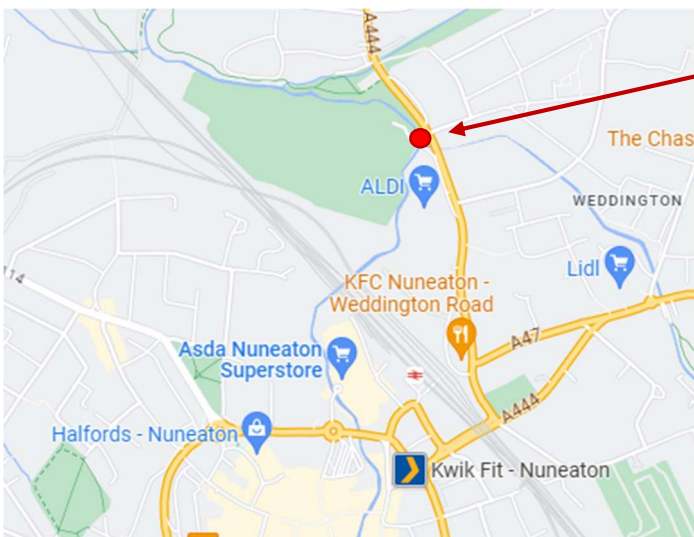 A444
The Chas
ALDI
WEDDINGTON
Lidl
114
KFC Nuneaton -
Weddington Road
A47
Asda Nuneaton
Superstore
A444
Halfords - Nuneaton
Kwik Fit - Nuneaton